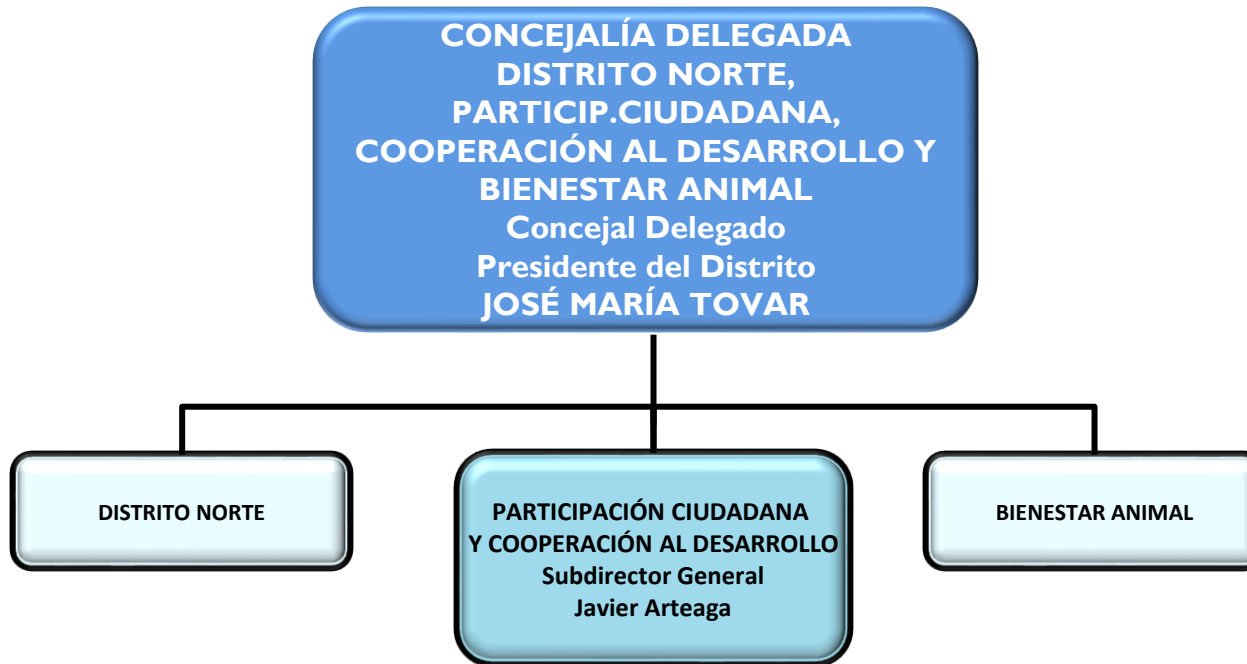 CONCEJALÍA DELEGADA
DISTRITO NORTE,
PARTICIP.CIUDADANA,
COOPERACIÓN AL DESARROLLO Y
BIENESTAR ANIMAL
Concejal Delegado
Presidente del Distrito
JOSÉ MARÍA TOVAR
DISTRITO NORTE
PARTICIPACIÓN CIUDADANA
Y COOPERACIÓN AL DESARROLLO
Subdirector General
Javier Arteaga
BIENESTAR ANIMAL